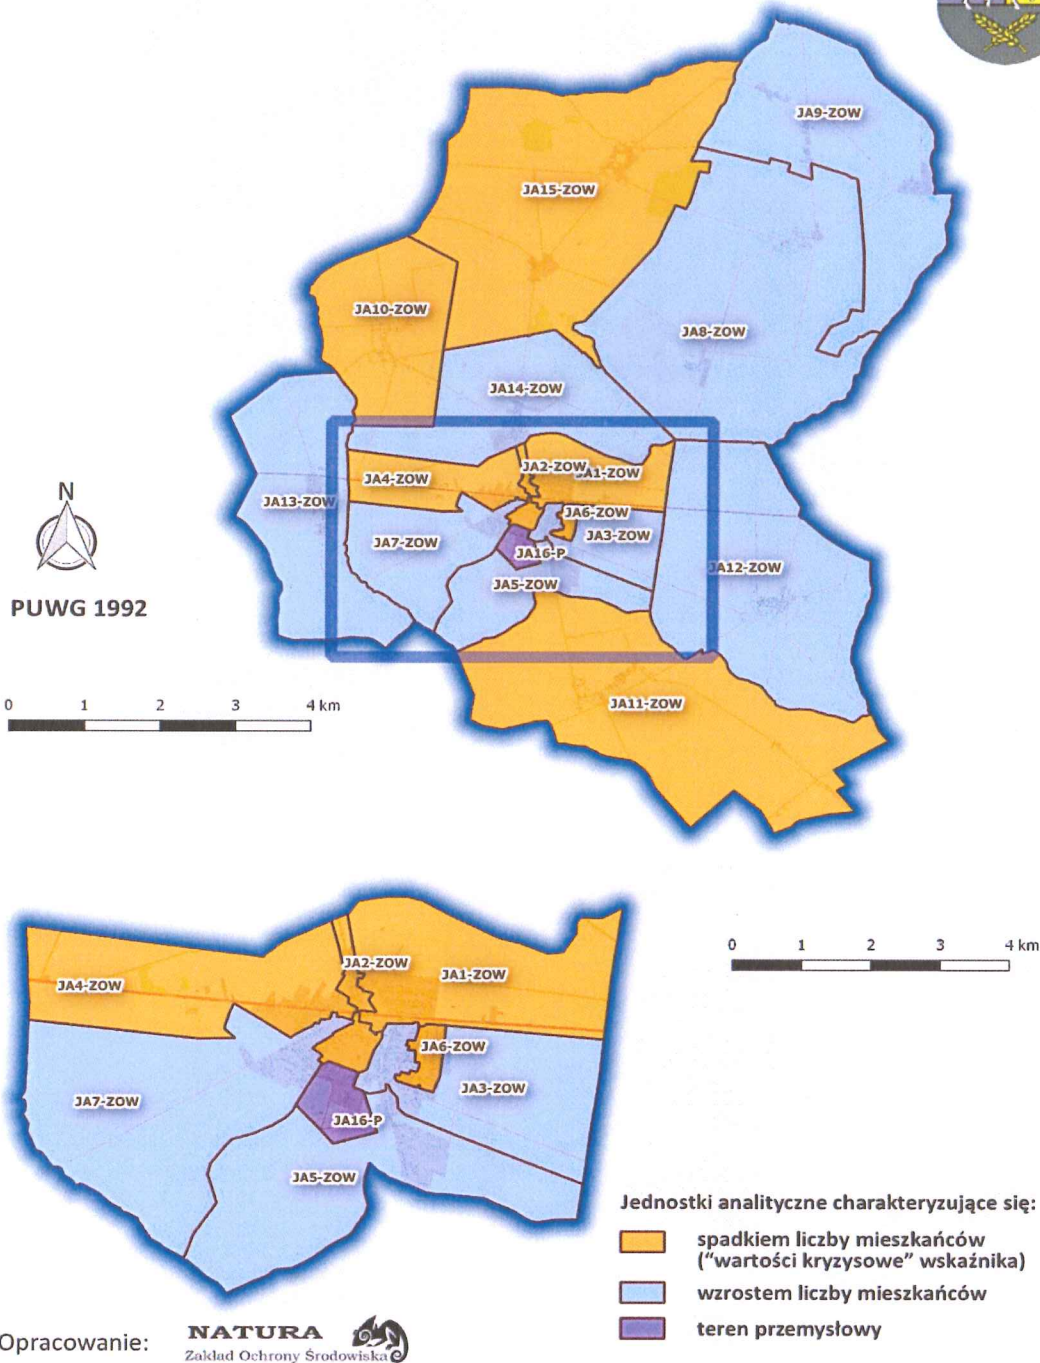 JA9-ZOW
JA15-ZOW
JA10-ZOW
JA8-ZOW
JA14-ZOW
JA2-ZOW
JA1-ZOW
JA4-ZOW
JA13-ZOW
JA6-ZOW
JA3-ZOW
JA7-ZOW
JA16-P
JA12-ZOW
JA5-ZOW
JA11-ZOW
N
PUWG 1992
0 1 2 3 4 km
JA2-ZOW
JA1-ZOW
JA4-ZOW
JA6-ZOW
JA3-ZOW
JA7-ZOW
JA16-P
JA5-ZOW
0 1 2 3 4 km
Jednostki analityczne charakteryzujące się:
spadkiem liczby mieszkańców
("wartości kryzysowe" wskaźnika)
wzrostem liczby mieszkańców
teren przemysłowy
Opracowanie:
NATURA
Zakład Ochrony Środowiska